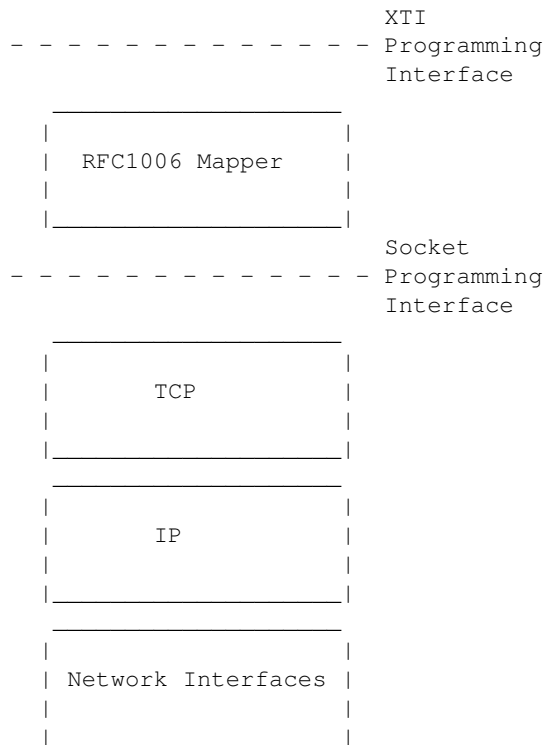 XTI
Programming
Interface
RFC1006 Mapper
Socket
Programming
Interface
TCP
IP
Network Interfaces